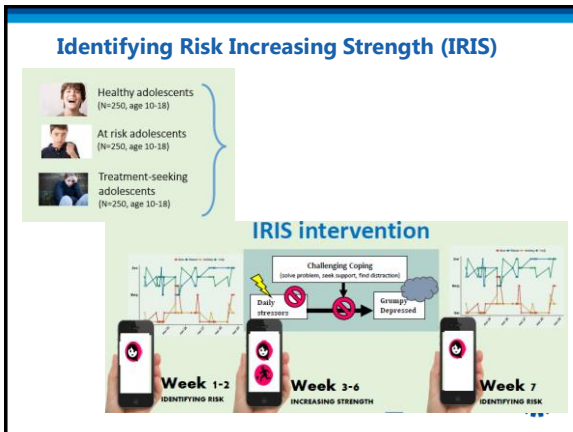 Identifying Risk Increasing Strength (IRIS)
Healthy adolescents
(N=250, age 10-18)
At risk adolescents
(N=250, age 10-18)
Treatment-seeking
adolescents
(N=250, age 10-18)
IRIS intervention
Challenging Coping
(solve problem, seek support, find distraction)
Daily
stressors
Grumpy
Depressed
Week 1-2
IDENTIFYING RISK
Week 3-6
INCREASING STRENGTH
Week 7
IDENTIFYING RISK